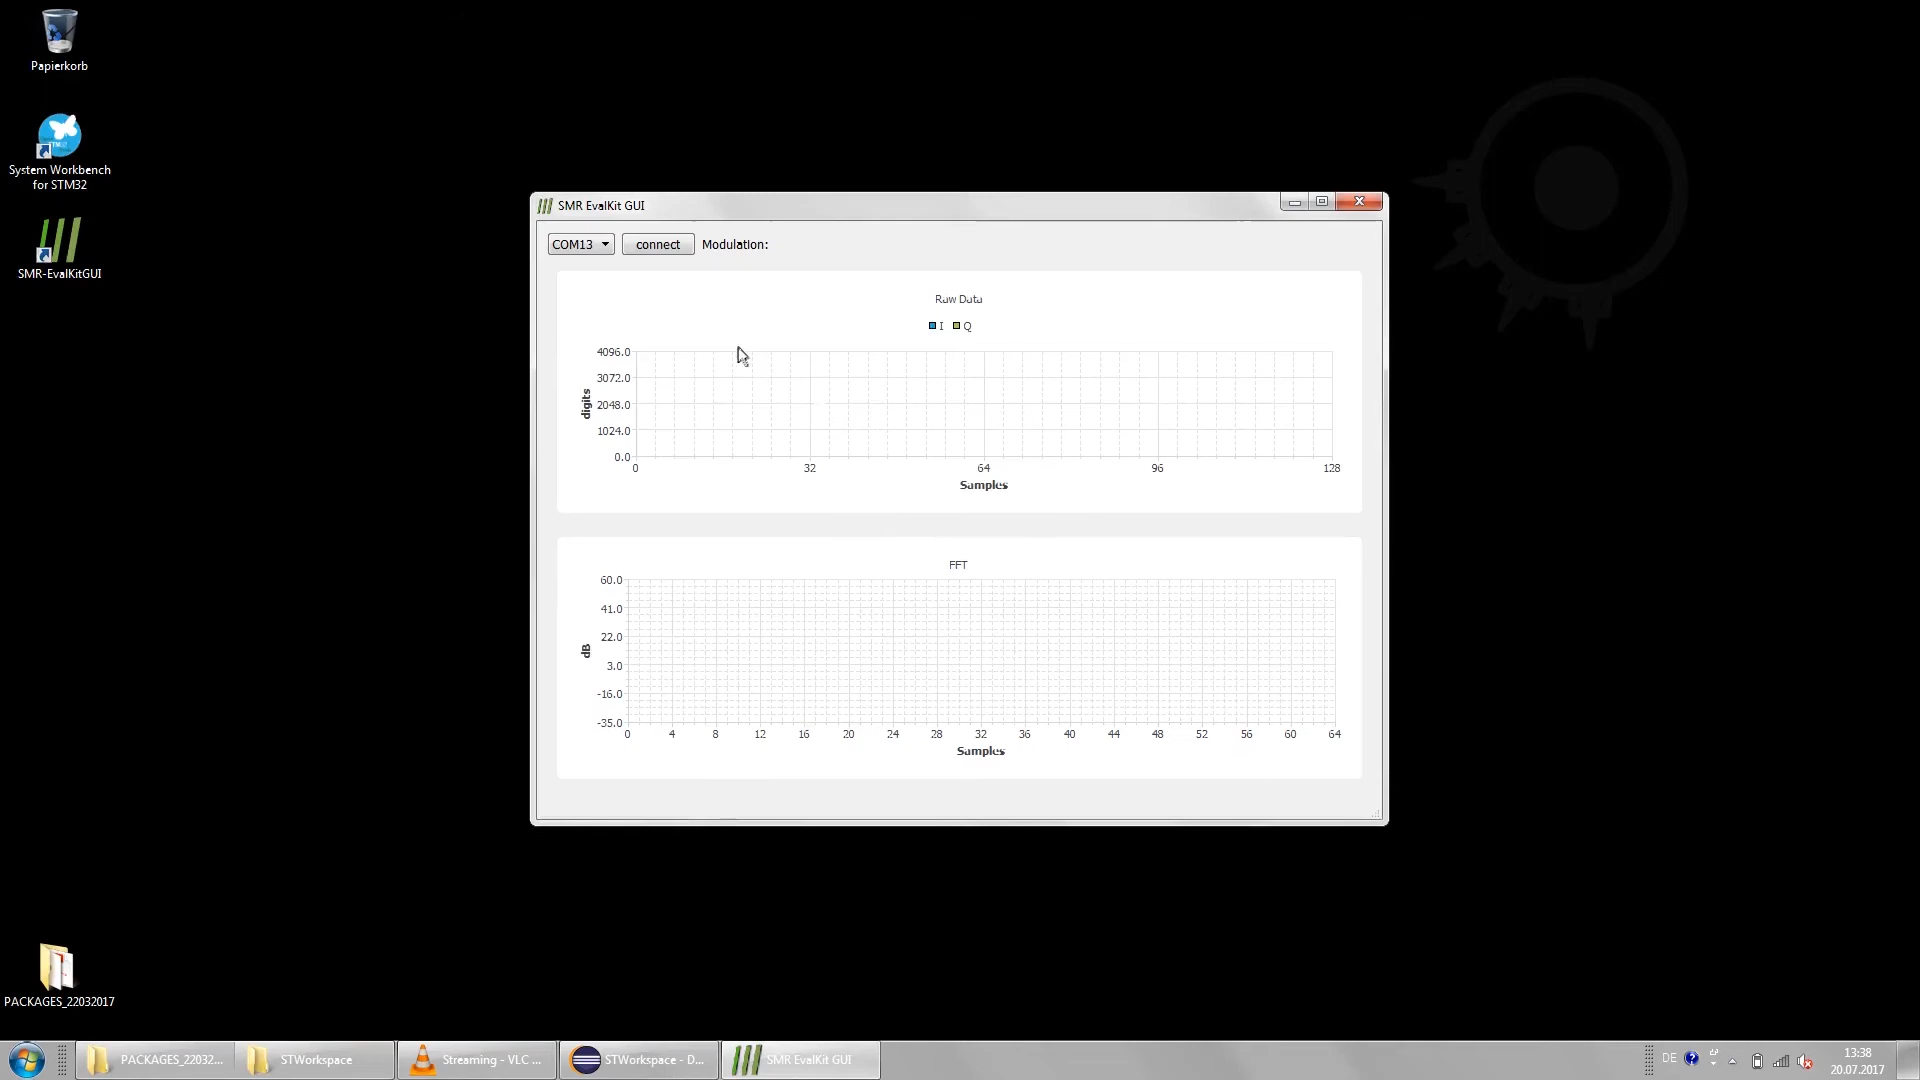 Papierkorb
System Workbench
for STM32
SMR-EvalKitGUI
PACKAGES_22032017
SMR EvalKit GUI
COM13
connect
Modulation:
Raw Data
I Q
4096.0
3072.0
2048.0
1024.0
0.0
digits
0 32 64 96 128
Samples
FFT
60.0
41.0
22.0
3.0
-16.0
-35.0
dB
0 4 8 12 16 20 24 28 32 36 40 44 48 52 56 60 64
Samples
PACKAGES_22032...
STWorkspace
Streaming - VLC ...
STWorkspace - D...
SMR EvalKit GUI
DE
13:38
20.07.2017